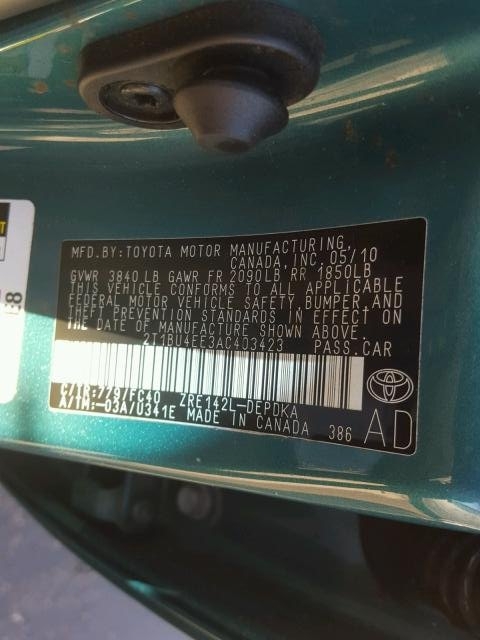 MFD.BY:TOYOTA MOTOR MANUFACTURING,
CANADA,INC.05/10
GVWR 3840 LB GAWR FR 2090LB RR 1850LB
THIS VEHICLE CONFORMS TO ALL APPLICABLE
FEDERAL MOTOR VEHICLE SAFETY,BUMPER,AND
THEFT PREVENTION STANDARDS IN EFFECT ON
THE DATE OF MANUFACTURE SHOWN ABOVE.
2T1BU4EE3AC403423 PASS.CAR
C/TR:779/FC40 ZRE142L-DEPDKA
A/TM:-03A/U341E MADE IN CANADA 386
AD
E8